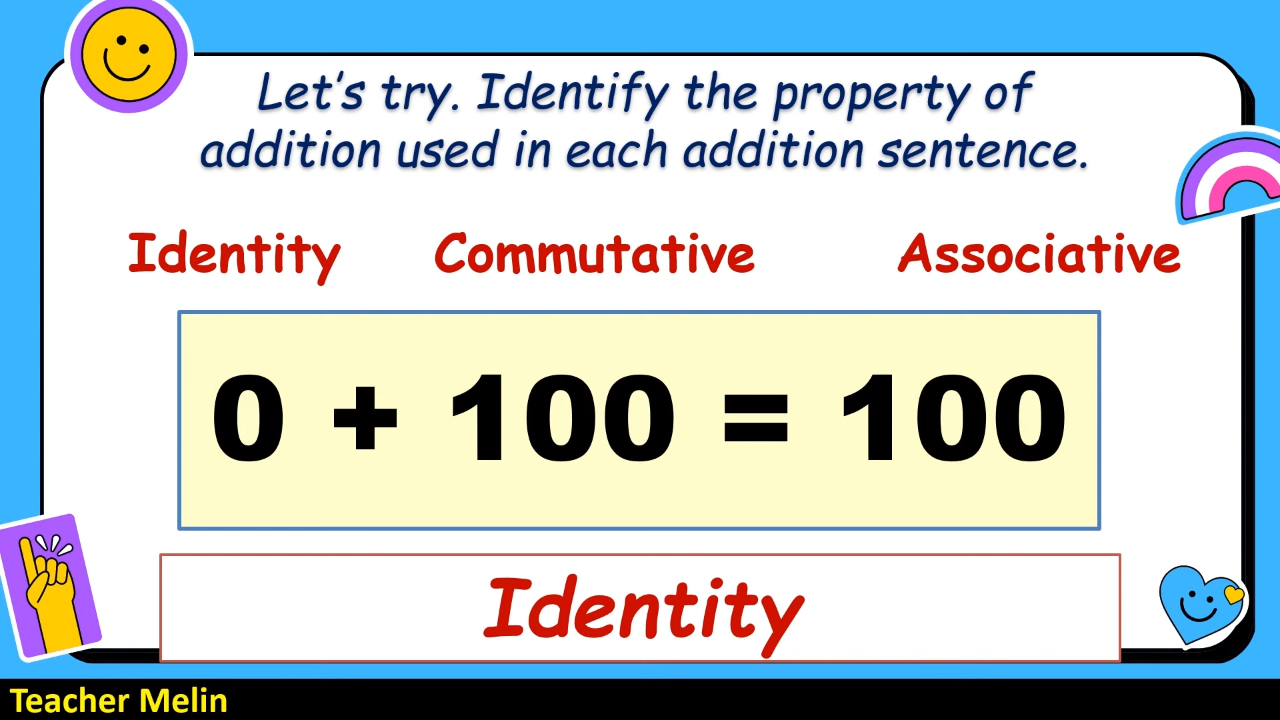 Let's try. Identify the property of
addition used in each addition sentence.
Identity Commutative Associative
0 + 100 = 100
Identity
Teacher Melin